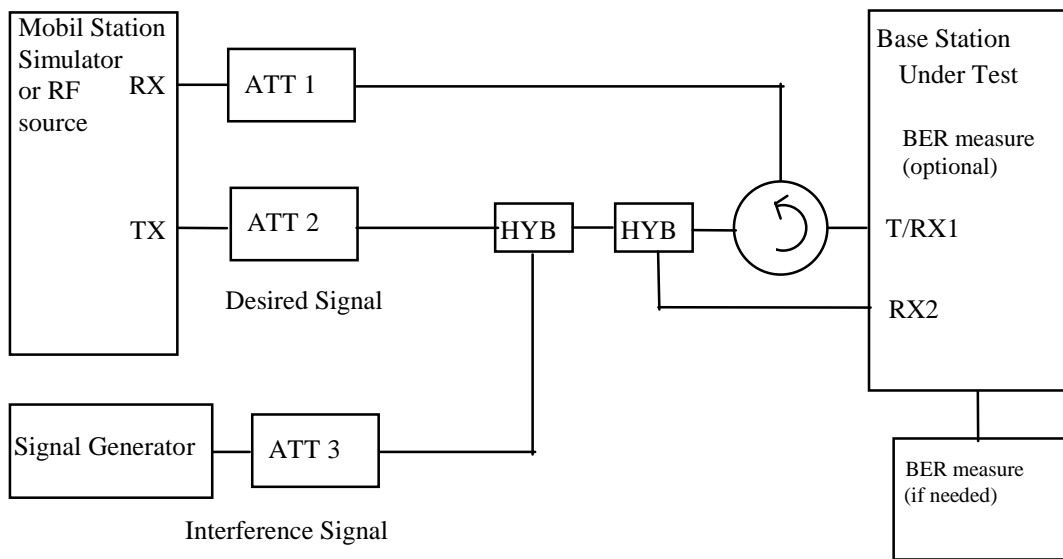 Mobil Station
Simulator
or RF
source
RX
TX
ATT 1
ATT 2
Desired Signal
HYB
HYB
Base Station
Under Test
BER measure
(optional)
T/RX1
RX2
Signal Generator
ATT 3
Interference Signal
BER measure
(if needed)